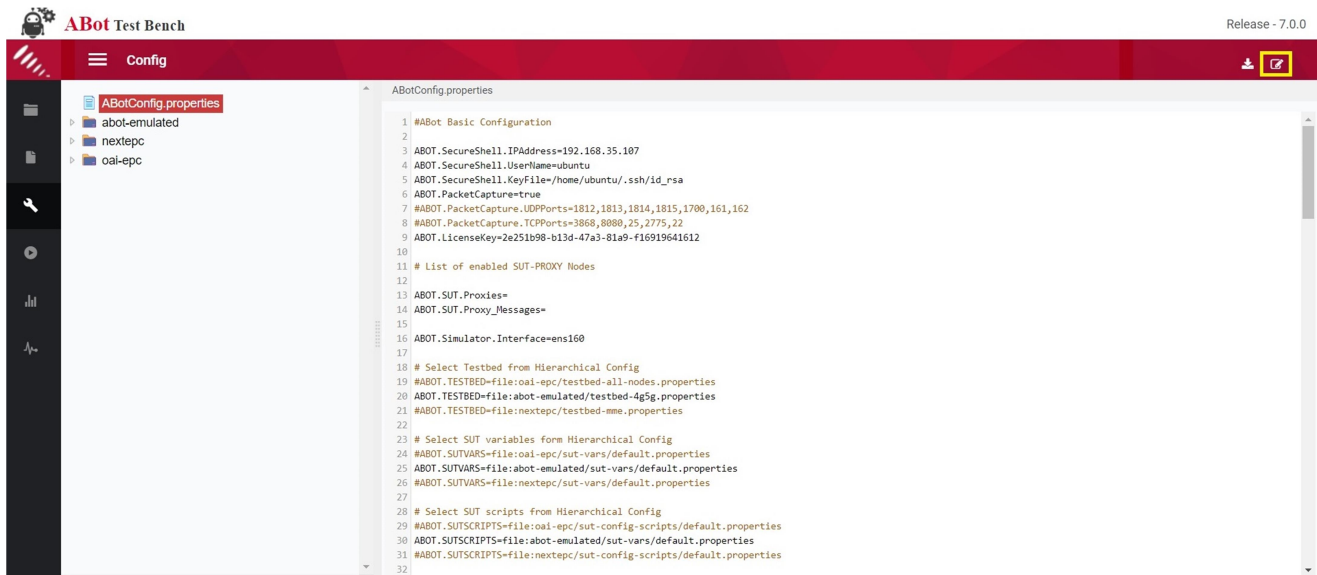 ABot Test Bench
Release - 7.0.0
Config
ABotConfig.properties
abot-emulated
nextepc
oai-epc
ABotConfig.properties
1 #ABot Basic Configuration
2
3 ABOT.SecureShell.IPAddress=192.168.35.107
4 ABOT.SecureShell.UserName=ubuntu
5 ABOT.SecureShell.KeyFile=/home/ubuntu/.ssh/id_rsa
6 ABOT.PacketCapture=true
7 #ABOT.PacketCapture.UDPPorts=1812,1813,1814,1815,1700,161,162
8 #ABOT.PacketCapture.TCPPorts=3868,8080,25,2775,22
9 ABOT.LicenseKey=2e251b98-b13d-47a3-81a9-f16919641612
10
11 # List of enabled SUT-PROXY Nodes
12
13 ABOT.SUT.Proxies=
14 ABOT.SUT.Proxy_Messages=
15
16 ABOT.Simulator.Interface=ens160
17
18 # Select Testbed from Hierarchical Config
19 #ABOT.TESTBED=file:oai-epc/testbed-all-nodes.properties
20 ABOT.TESTBED=file:abot-emulated/testbed-4g5g.properties
21 #ABOT.TESTBED=file:nextepc/testbed-mme.properties
22
23 # Select SUT variables form Hierarchical Config
24 #ABOT.SUTVARS=file:oai-epc/sut-vars/default.properties
25 ABOT.SUTVARS=file:abot-emulated/sut-vars/default.properties
26 #ABOT.SUTVARS=file:nextepc/sut-vars/default.properties
27
28 # Select SUT scripts from Hierarchical Config
29 #ABOT.SUTSCRIPTS=file:oai-epc/sut-config-scripts/default.properties
30 ABOT.SUTSCRIPTS=file:abot-emulated/sut-vars/default.properties
31 #ABOT.SUTSCRIPTS=file:nextepc/sut-config-scripts/default.properties
32